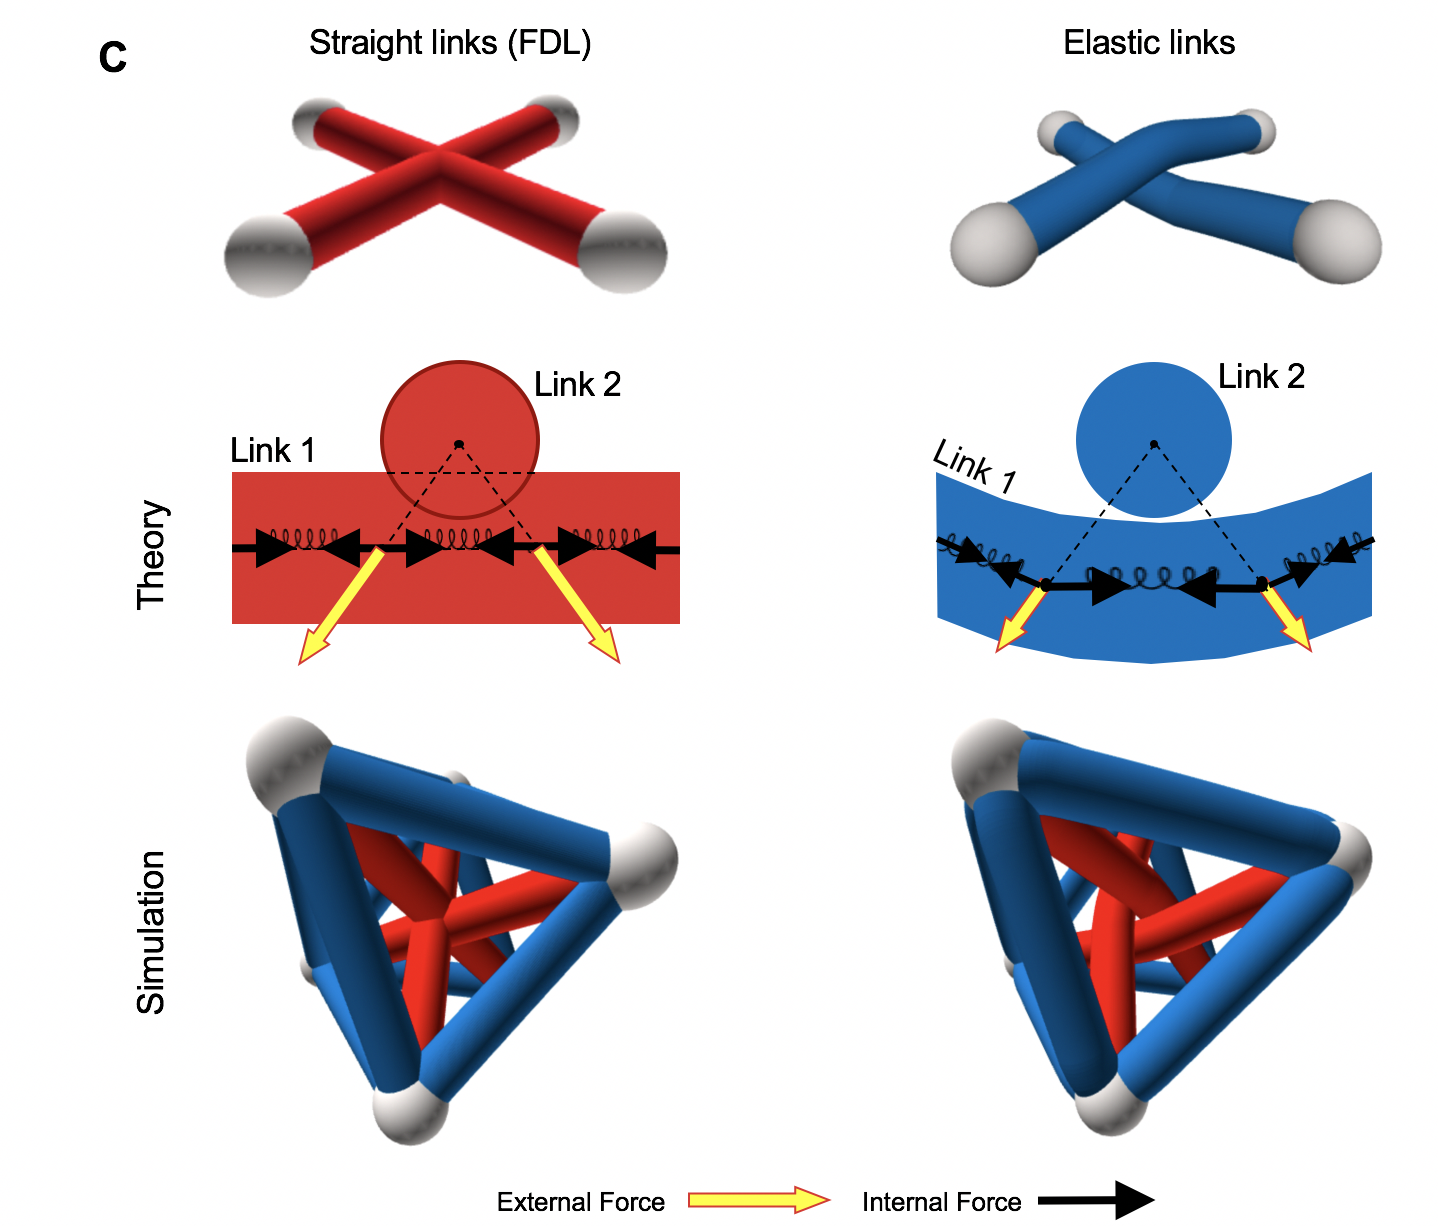 C
Straight links (FDL)
Elastic links
Link 2
Link 1
Link 2
Link 1
Theory
Simulation
External Force
Internal Force